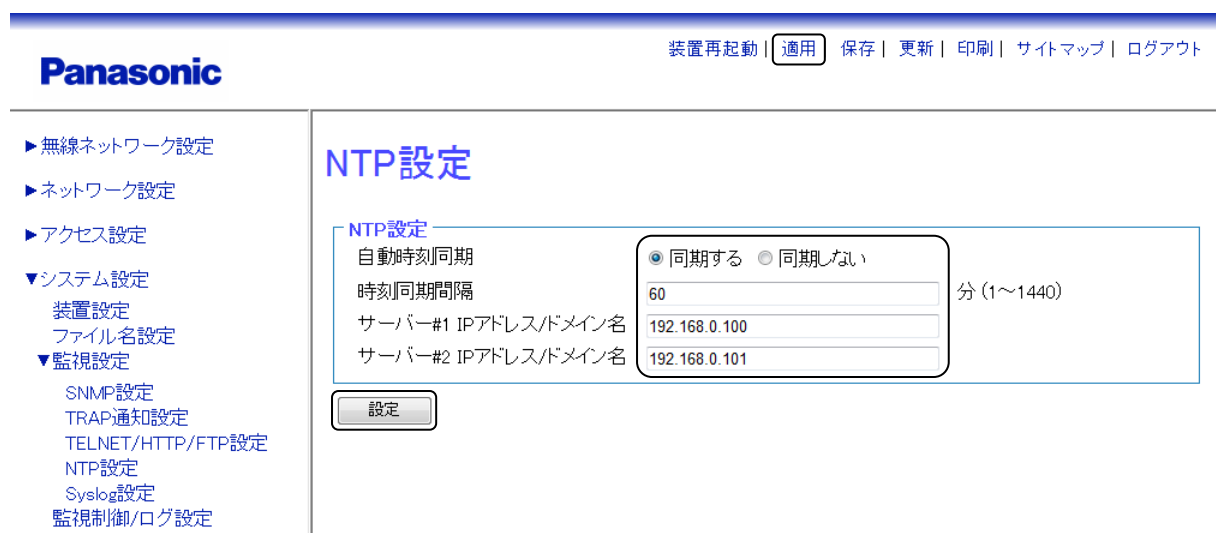 装置再起動| 適用 保存| 更新| 印刷| サイトマップ| ログアウト
Panasonic
►無線ネットワーク設定
►ネットワーク設定
►アクセス設定
▼システム設定
装置設定
ファイル名設定
▼監視設定
SNMP設定
TRAP通知設定
TELNET/HTTP/FTP設定
NTP設定
Syslog設定
監視制御/ログ設定
NTP設定
NTP設定
自動時刻同期 同期する 同期しない
時刻同期間隔 60 分 (1～1440)
サーバー#1 IPアドレス/ドメイン名 192.168.0.100
サーバー#2 IPアドレス/ドメイン名 192.168.0.101
設定